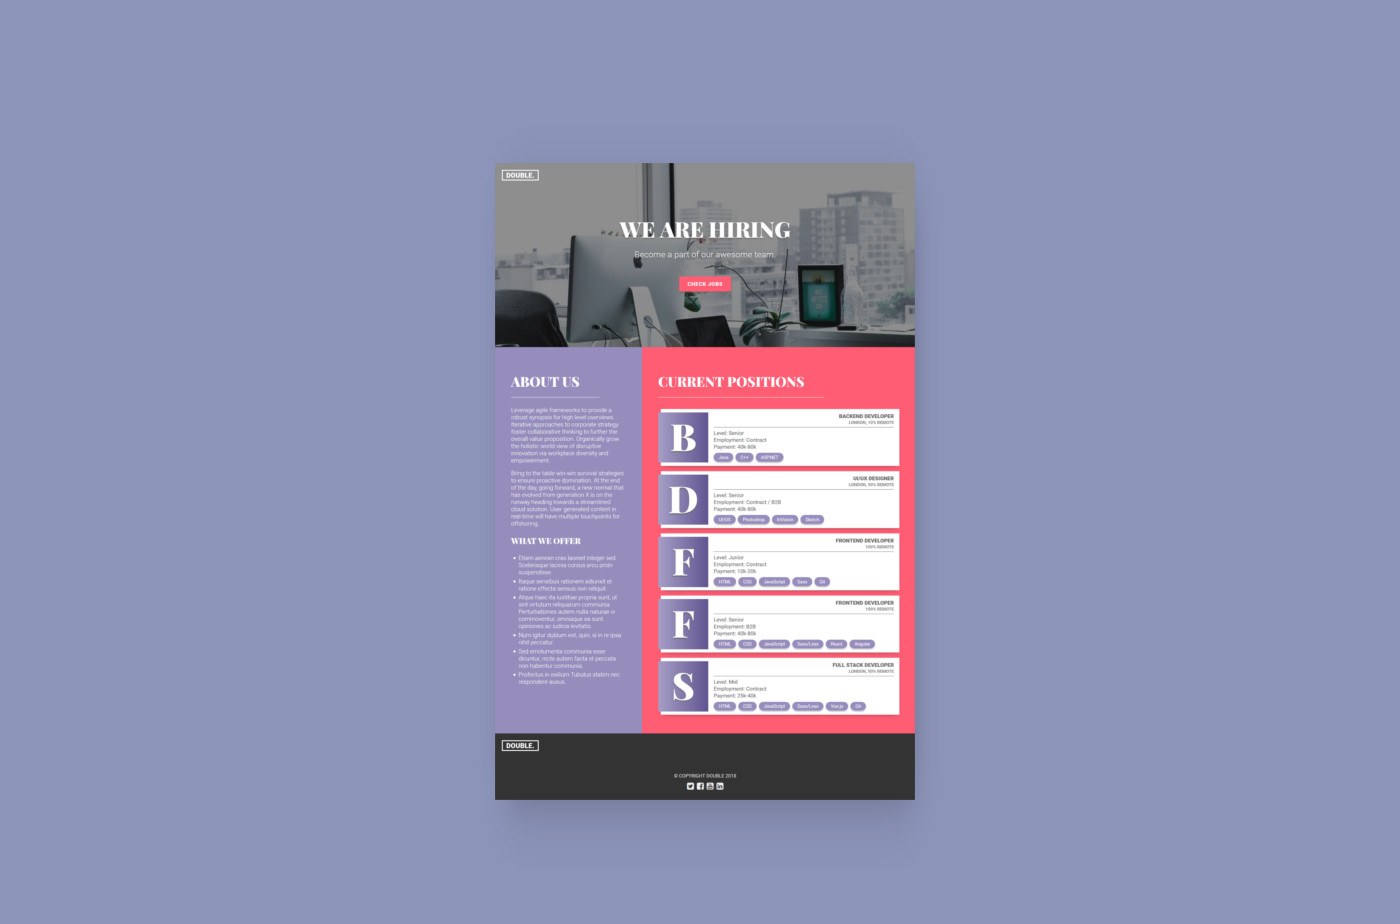 DOUBLE.
WE ARE HIRING
Become a part of our awesome team.
CHECK JOBS
ABOUT US
Leverage agile frameworks to provide a
robust synopsis for high level overviews.
Iterative approaches to corporate strategy
foster collaborative thinking to further the
overall value proposition. Organically grow
the holistic world view of disruptive
innovation via workplace diversity and
empowerment.
Bring to the table win-win survival strategies
to ensure proactive domination. At the end
of the day, going forward, a new normal that
has evolved from generation X is on the
runway heading towards a streamlined
cloud solution. User generated content in
real-time will have multiple touchpoints for
offshoring.
WHAT WE OFFER
Etiam aenean cras laoreet integer sed.
Scelerisque lacinia cursus arcu proin
suspendisse.
Itaque sensibus rationem adiunxit et
ratione effecta sensus non reliquit.
Atque haec ita iustitiae propria sunt, ut
sint virtutum reliquarum communia.
Perturbationes autem nulla naturae vi
commoventur, omniaque ea sunt
opiniones ac iudicia levitatis.
Num igitur dubium est, quin, si in re ipsa
nihil peccatur.
Sed emolumenta communia esse
dicuntur, recte autem facta et peccata
non habentur communia.
Profectus in exilium Tubulus statim nec
respondere ausus.
CURRENT POSITIONS
B
BACKEND DEVELOPER
LONDON, 10% REMOTE
Level: Senior
Employment: Contract
Payment: 40k-80k
Java C++ ASP.NET
D
UI/UX DESIGNER
LONDON, 50% REMOTE
Level: Senior
Employment: Contract / B2B
Payment: 40k-80k
UI/UX Photoshop InVision Sketch
F
FRONTEND DEVELOPER
100% REMOTE
Level: Junior
Employment: Contract
Payment: 10k-20k
HTML CSS JavaScript Sass Git
F
FRONTEND DEVELOPER
100% REMOTE
Level: Senior
Employment: B2B
Payment: 40k-80k
HTML CSS JavaScript Sass/Less React Angular
S
FULL STACK DEVELOPER
LONDON, 50% REMOTE
Level: Mid
Employment: Contract
Payment: 25k-40k
HTML CSS JavaScript Sass/Less Vue.js Git
DOUBLE.
© COPYRIGHT DOUBLE 2018